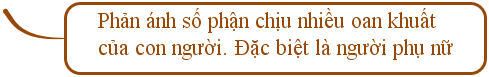 Phản ánh số phận chịu nhiều oan khuất
của con người. Đặc biệt là người phụ nữ